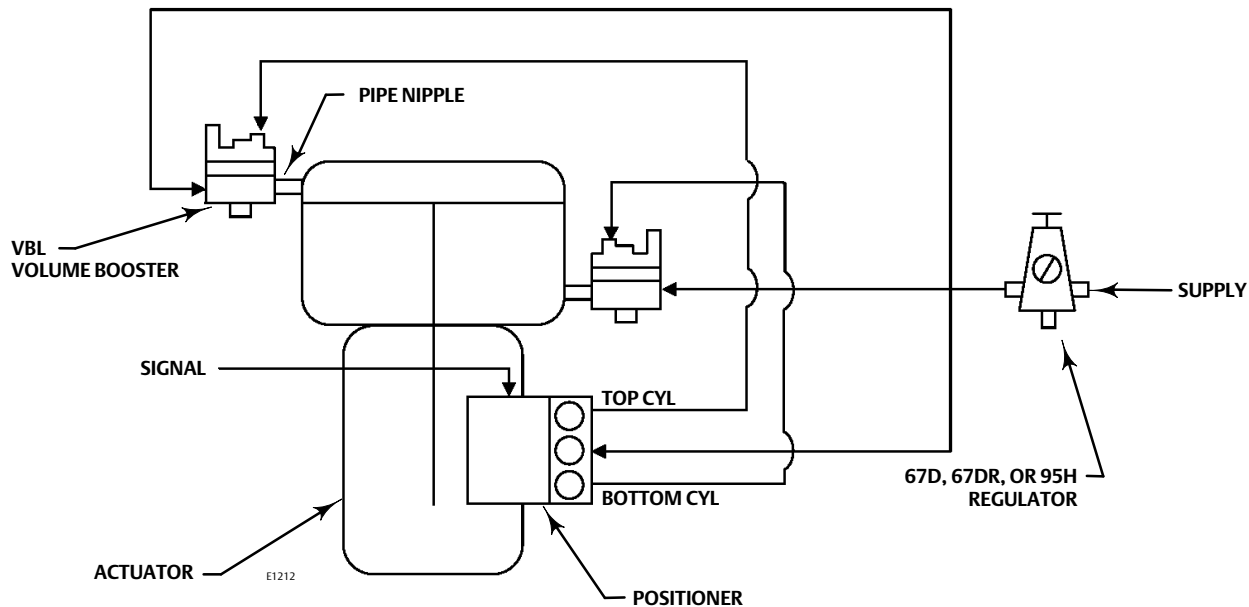 PIPE NIPPLE
VBL
VOLUME BOOSTER
SUPPLY
SIGNAL
TOP CYL
67D, 67DR, OR 95H
REGULATOR
BOTTOM CYL
ACTUATOR
E1212
POSITIONER